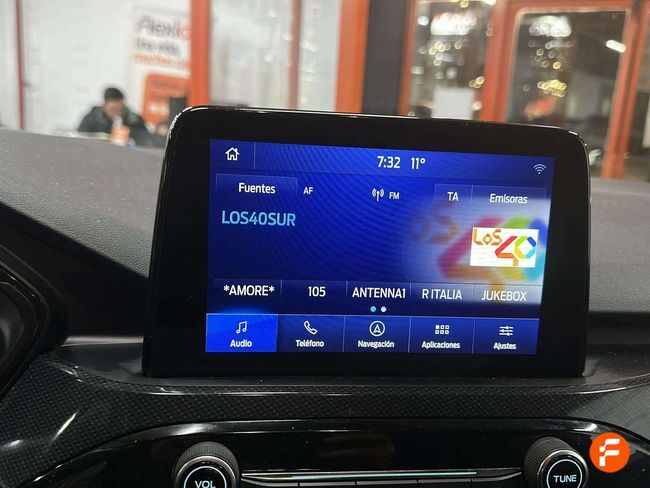 Flexic
7:32 11°
Fuentes AF FM TA Emisoras
LOS40SUR
LOS 40
*AMORE* 105 ANTENNA1 R ITALIA JUKEBOX
Audio Teléfono Navegación Aplicaciones Ajustes
VOL TUNE